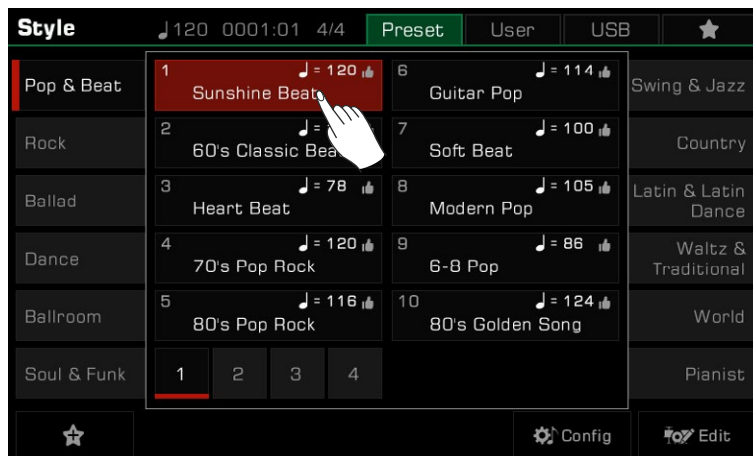 Style ♩120 0001:01 4/4 Preset User USB
Pop & Beat
Rock
Ballad
Dance
Ballroom
Soul & Funk
1 ♩= 120
Sunshine Beat
2 ♩=
60's Classic
3 ♩= 78
Heart Beat
4 ♩= 120
70's Pop Rock
5 ♩= 116
80's Pop Rock
6 ♩= 114
Guitar Pop
7 ♩= 100
Soft Beat
8 ♩= 105
Modern Pop
9 ♩= 86
6-8 Pop
10 ♩= 124
80's Golden Song
1 2 3 4
Swing & Jazz
Country
Latin & Latin
Dance
Waltz &
Traditional
World
Pianist
Config Edit